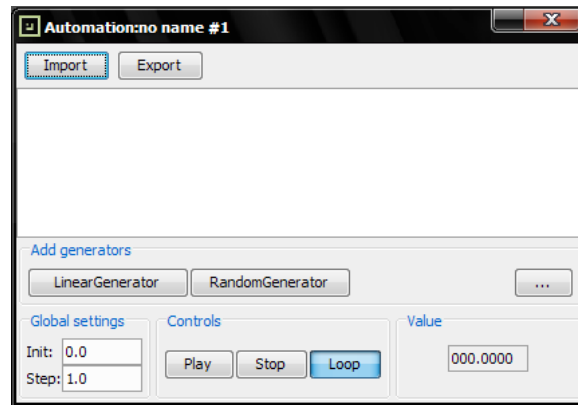 Automation:no name #1
Import Export
Add generators
LinearGenerator RandomGenerator ...
Global settings Controls Value
Init: 0.0
Play Stop Loop 000.0000
Step: 1.0